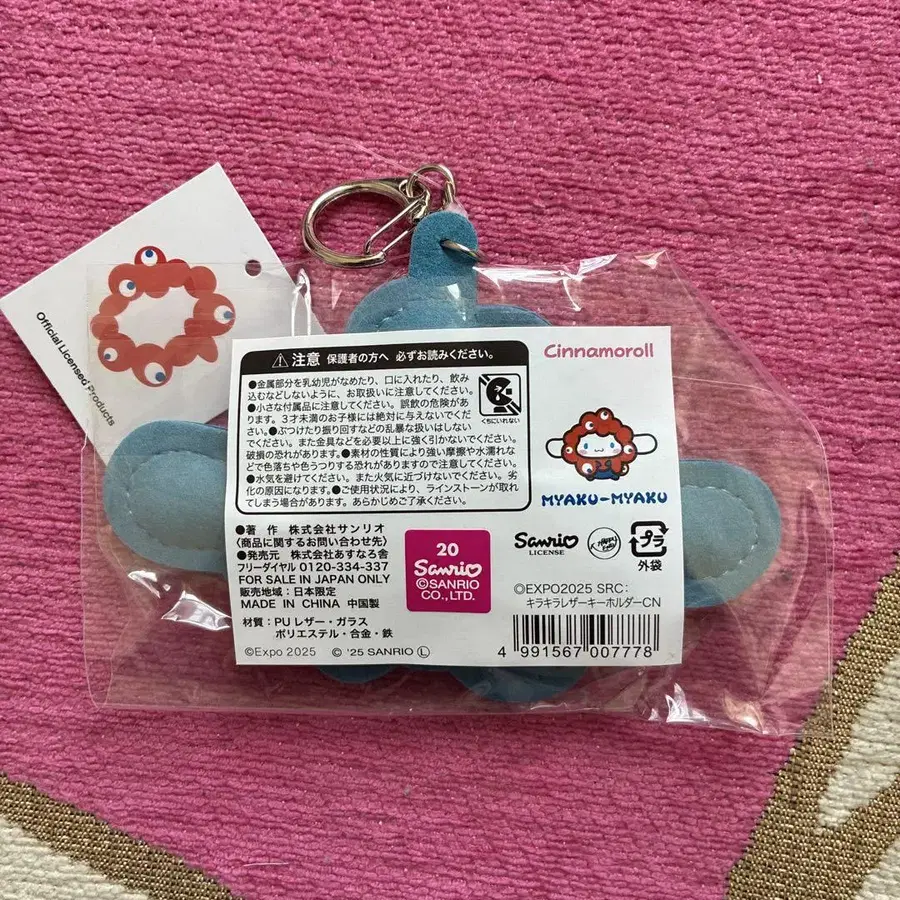 Official Licensed Products
⚠注意 保護者の方へ 必ずお読みください。
●金属部分を乳幼児がなめたり、口に入れたり、飲み
込むなどしないように、お取扱いに注意してください。
●小さな付属品に注意してください。誤飲の危険があ
ります。3才未満のお子様には絶対に与えないでくだ
さい。●ぶつけたり振り回すなどの乱暴な扱いはしない
でください。また金具などを必要以上に強く引かないでください。
破損の恐れがあります。●素材の性質により強い摩擦や水濡れな
どで色落ちや色うつりする恐れがありますので注意してください。
●水気を避けてください。また火気に近づけないでください。劣
化の原因になります。●ご使用状況により、ラインストーンが取れ
てしまう場合があります。あらかじめご了承ください。
くちにいれない
Cinnamoroll
MYAKU-MYAKU
●著 作 株式会社サンリオ
〈商品に関するお問い合わせ先〉
●発売元 株式会社あすなろ舎
フリーダイヤル 0120-334-337
FOR SALE IN JAPAN ONLY
販売地域:日本限定
MADE IN CHINA 中国製
材質:PU レザー・ガラス
ポリエステル・合金・鉄
©Expo 2025 © '25 SANRIO Ⓛ
20
Sanrio
©SANRIO
CO., LTD.
Sanrio
LICENSE
プラ
外袋
©EXPO2025 SRC:
キラキラレザーキーホルダーCN
4 991567 007778